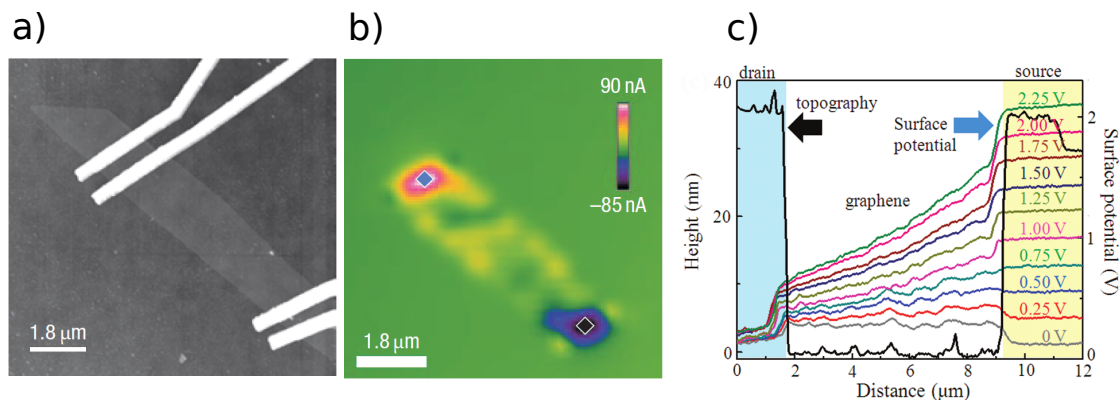 a)
b)
c)
1.8 μm
90 nA
−85 nA
1.8 μm
drain
source
topography
Surface
potential
graphene
2.25 V
2.00 V
1.75 V
1.50 V
1.25 V
1.00 V
0.75 V
0.50 V
0.25 V
0 V
40
20
0
Height (nm)
2
1
0
Surface potential (V)
0 2 4 6 8 10 12
Distance (μm)